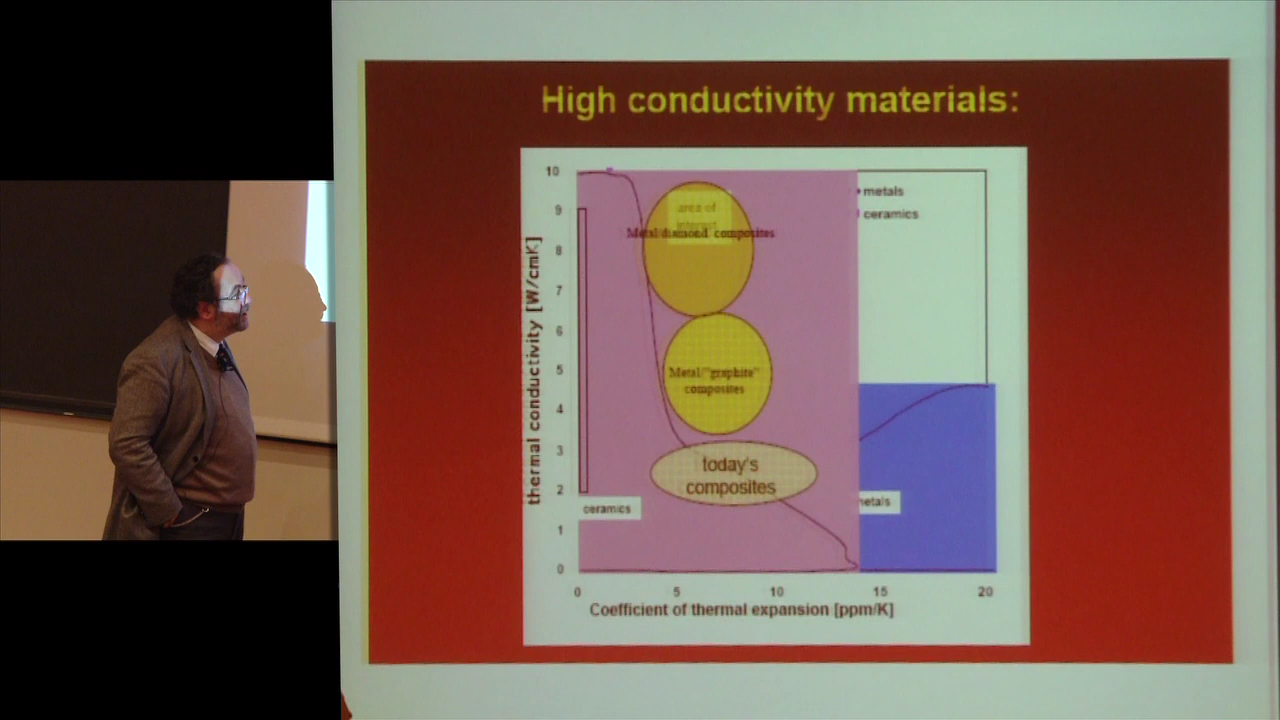 High conductivity materials:
10
9
8
7
6
5
4
3
2
1
0
thermal conductivity [W/cmK]
area of
interest
Metal/diamond composites
Metal/"graphite"
composites
today's
composites
ceramics
metals
ceramics
etals
0 5 10 15 20
Coefficient of thermal expansion [ppm/K]